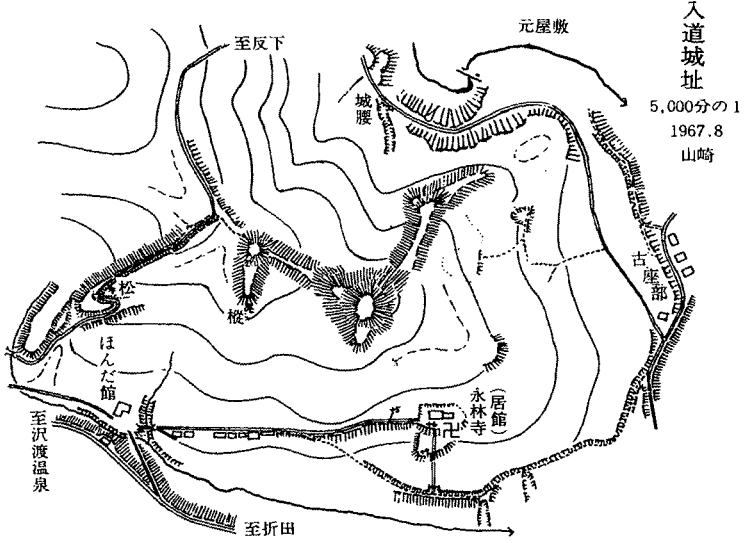 入道城址
5,000分の1
1967.8
山崎
元屋敷
至反下
城腰
古座部
松
樅
ほんだ館
(居館)
永林寺
至沢渡温泉
至折田